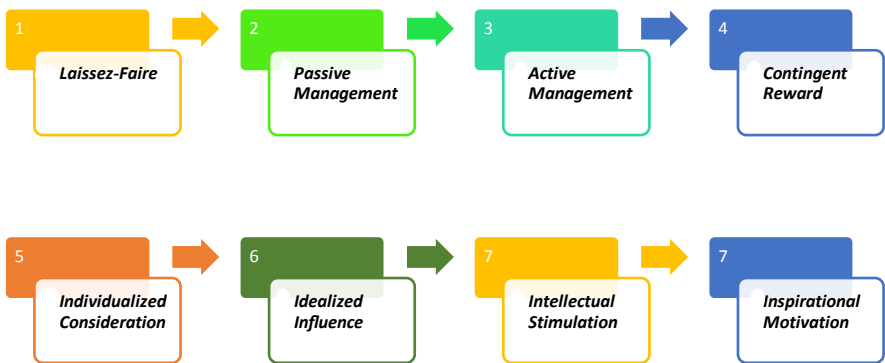 1
Laissez-Faire
2
Passive
Management
3
Active
Management
4
Contingent
Reward
5
Individualized
Consideration
6
Idealized
Influence
7
Intellectual
Stimulation
7
Inspirational
Motivation